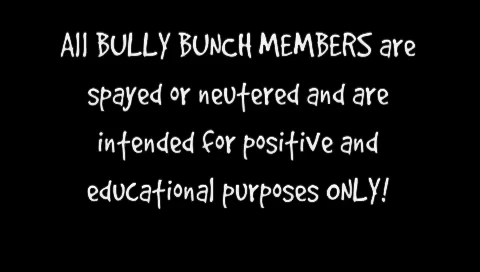 All BULLY BUNCH MEMBERS are
spayed or neutered and are
intended for positive and
educational purposes ONLY!